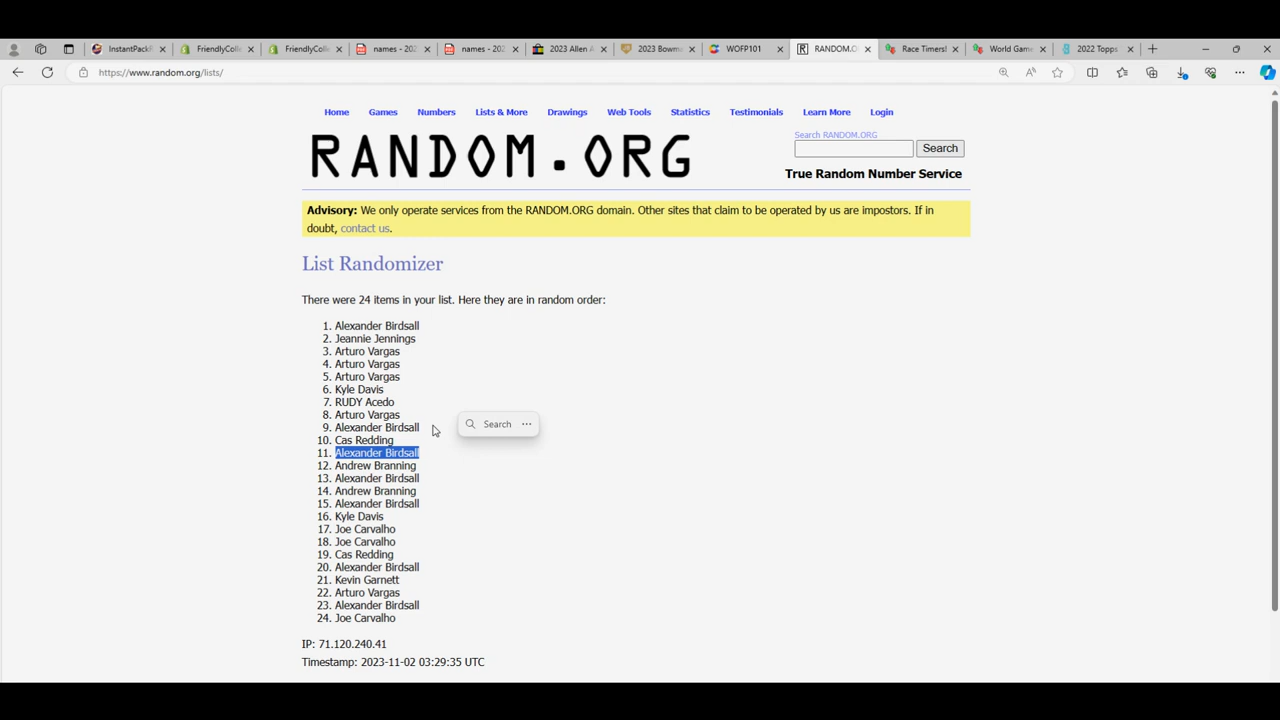 InstantPackF
FriendlyColle
FriendlyColle
names - 202
names - 202
2023 Allen A
2023 Bowm
WOFP101
RANDOM.O
Race Timers!
World Gam
2022 Topps
https://www.random.org/lists/
Home Games Numbers Lists & More Drawings Web Tools Statistics Testimonials Learn More Login
RANDOM.ORG
Search RANDOM.ORG
Search
True Random Number Service
Advisory: We only operate services from the RANDOM.ORG domain. Other sites that claim to be operated by us are impostors. If in
doubt, contact us.
List Randomizer
There were 24 items in your list. Here they are in random order:
1. Alexander Birdsall
2. Jeannie Jennings
3. Arturo Vargas
4. Arturo Vargas
5. Arturo Vargas
6. Kyle Davis
7. RUDY Acedo
8. Arturo Vargas
9. Alexander Birdsall
Search ...
10. Cas Redding
11. Alexander Birdsall
12. Andrew Branning
13. Alexander Birdsall
14. Andrew Branning
15. Alexander Birdsall
16. Kyle Davis
17. Joe Carvalho
18. Joe Carvalho
19. Cas Redding
20. Alexander Birdsall
21. Kevin Garnett
22. Arturo Vargas
23. Alexander Birdsall
24. Joe Carvalho
IP: 71.120.240.41
Timestamp: 2023-11-02 03:29:35 UTC